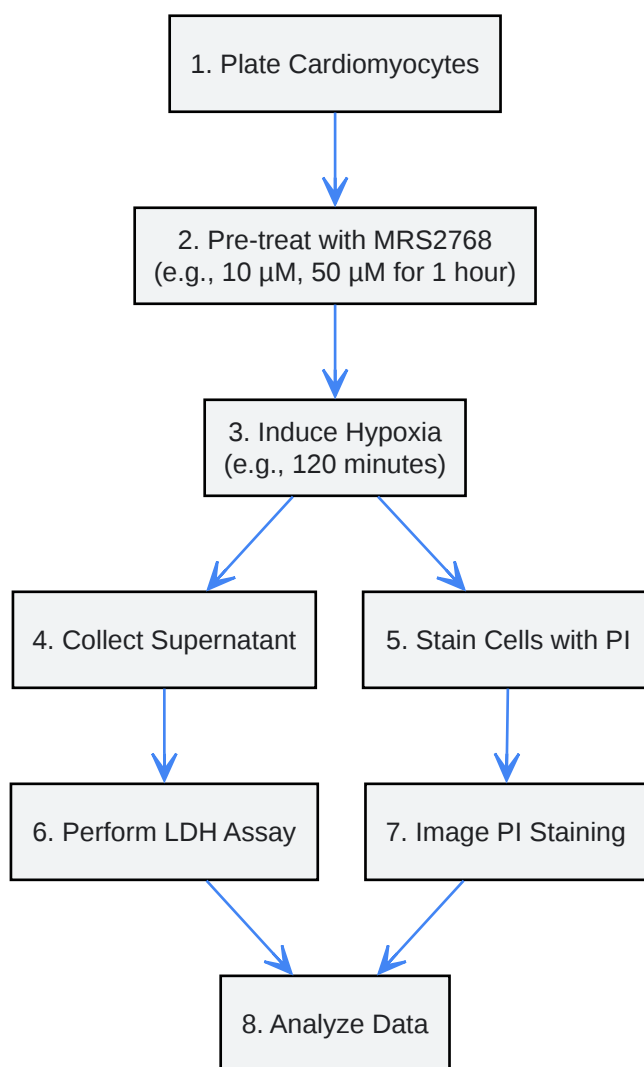 1. Plate Cardiomyocytes
2. Pre-treat with MRS2768
(e.g., 10 µM, 50 µM for 1 hour)
3. Induce Hypoxia
(e.g., 120 minutes)
4. Collect Supernatant
5. Stain Cells with PI
6. Perform LDH Assay
7. Image PI Staining
8. Analyze Data